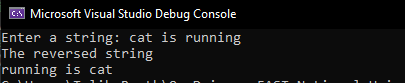 Microsoft Visual Studio Debug Console
Enter a string: cat is running
The reversed string
running is cat